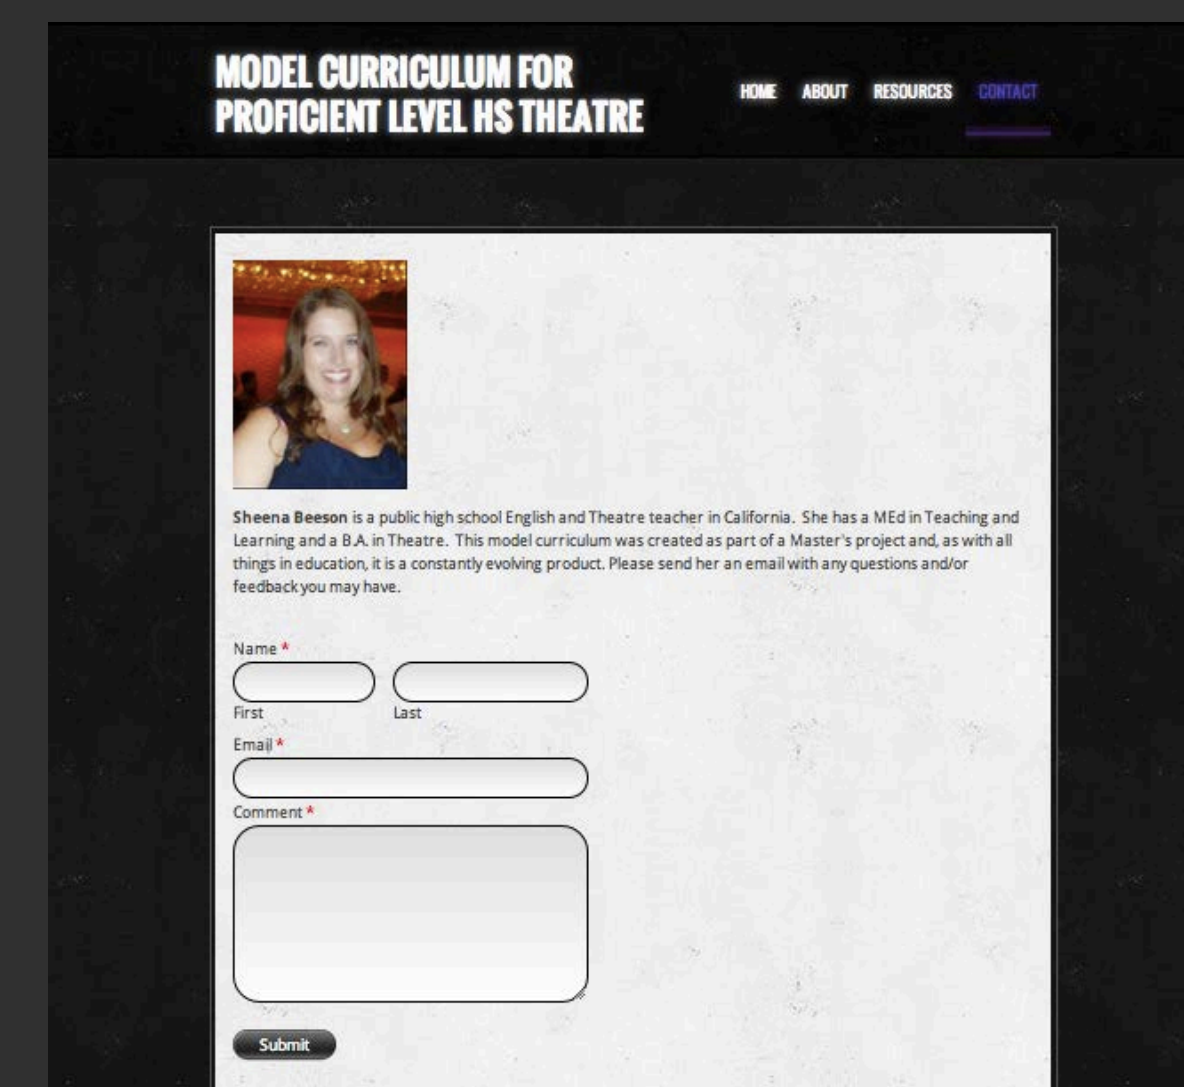 MODEL CURRICULUM FOR
PROFICIENT LEVEL HS THEATRE
HOME ABOUT RESOURCES CONTACT
Sheena Beeson is a public high school English and Theatre teacher in California. She has a MEd in Teaching and
Learning and a B.A. in Theatre. This model curriculum was created as part of a Master's project and, as with all
things in education, it is a constantly evolving product. Please send her an email with any questions and/or
feedback you may have.
Name *
First Last
Email *
Comment *
Submit